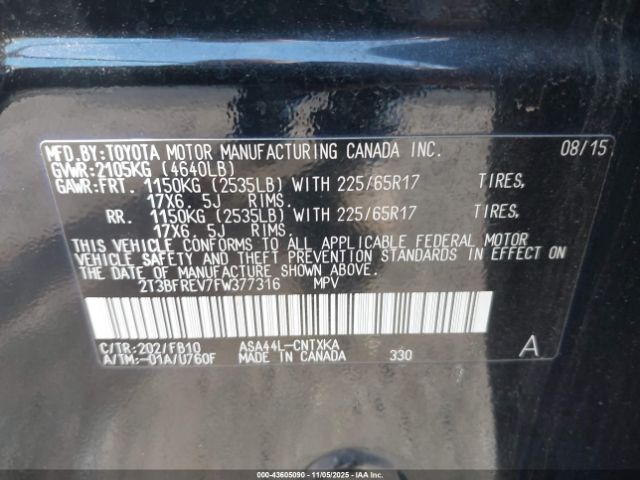 MFD.BY:TOYOTA MOTOR MANUFACTURING CANADA INC. 08/15
GVWR:2105KG (4640LB)
GAWR:FRT. 1150KG (2535LB) WITH 225/65R17 TIRES,
17X6.5J RIMS.
RR. 1150KG (2535LB) WITH 225/65R17 TIRES,
17X6.5J RIMS.
THIS VEHICLE CONFORMS TO ALL APPLICABLE FEDERAL MOTOR
VEHICLE SAFETY AND THEFT PREVENTION STANDARDS IN EFFECT ON
THE DATE OF MANUFACTURE SHOWN ABOVE.
2T3BFREV7FW377316 MPV
C/TR:202/FB10 ASA44L-CNTXKA
A/TM:-01A/U760F MADE IN CANADA 330 A
000-43605090 - 11/05/2025 - IAA Inc.